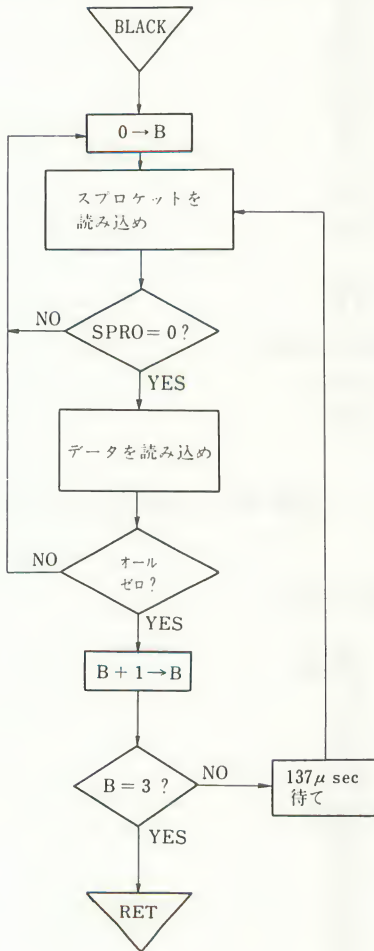 BLACK
0→B
スプロケットを
読み込め
NO
SPRO=0?
YES
データを読み込め
NO
オール
ゼロ?
YES
B+1→B
B=3?
NO
137μ sec
待て
YES
RET